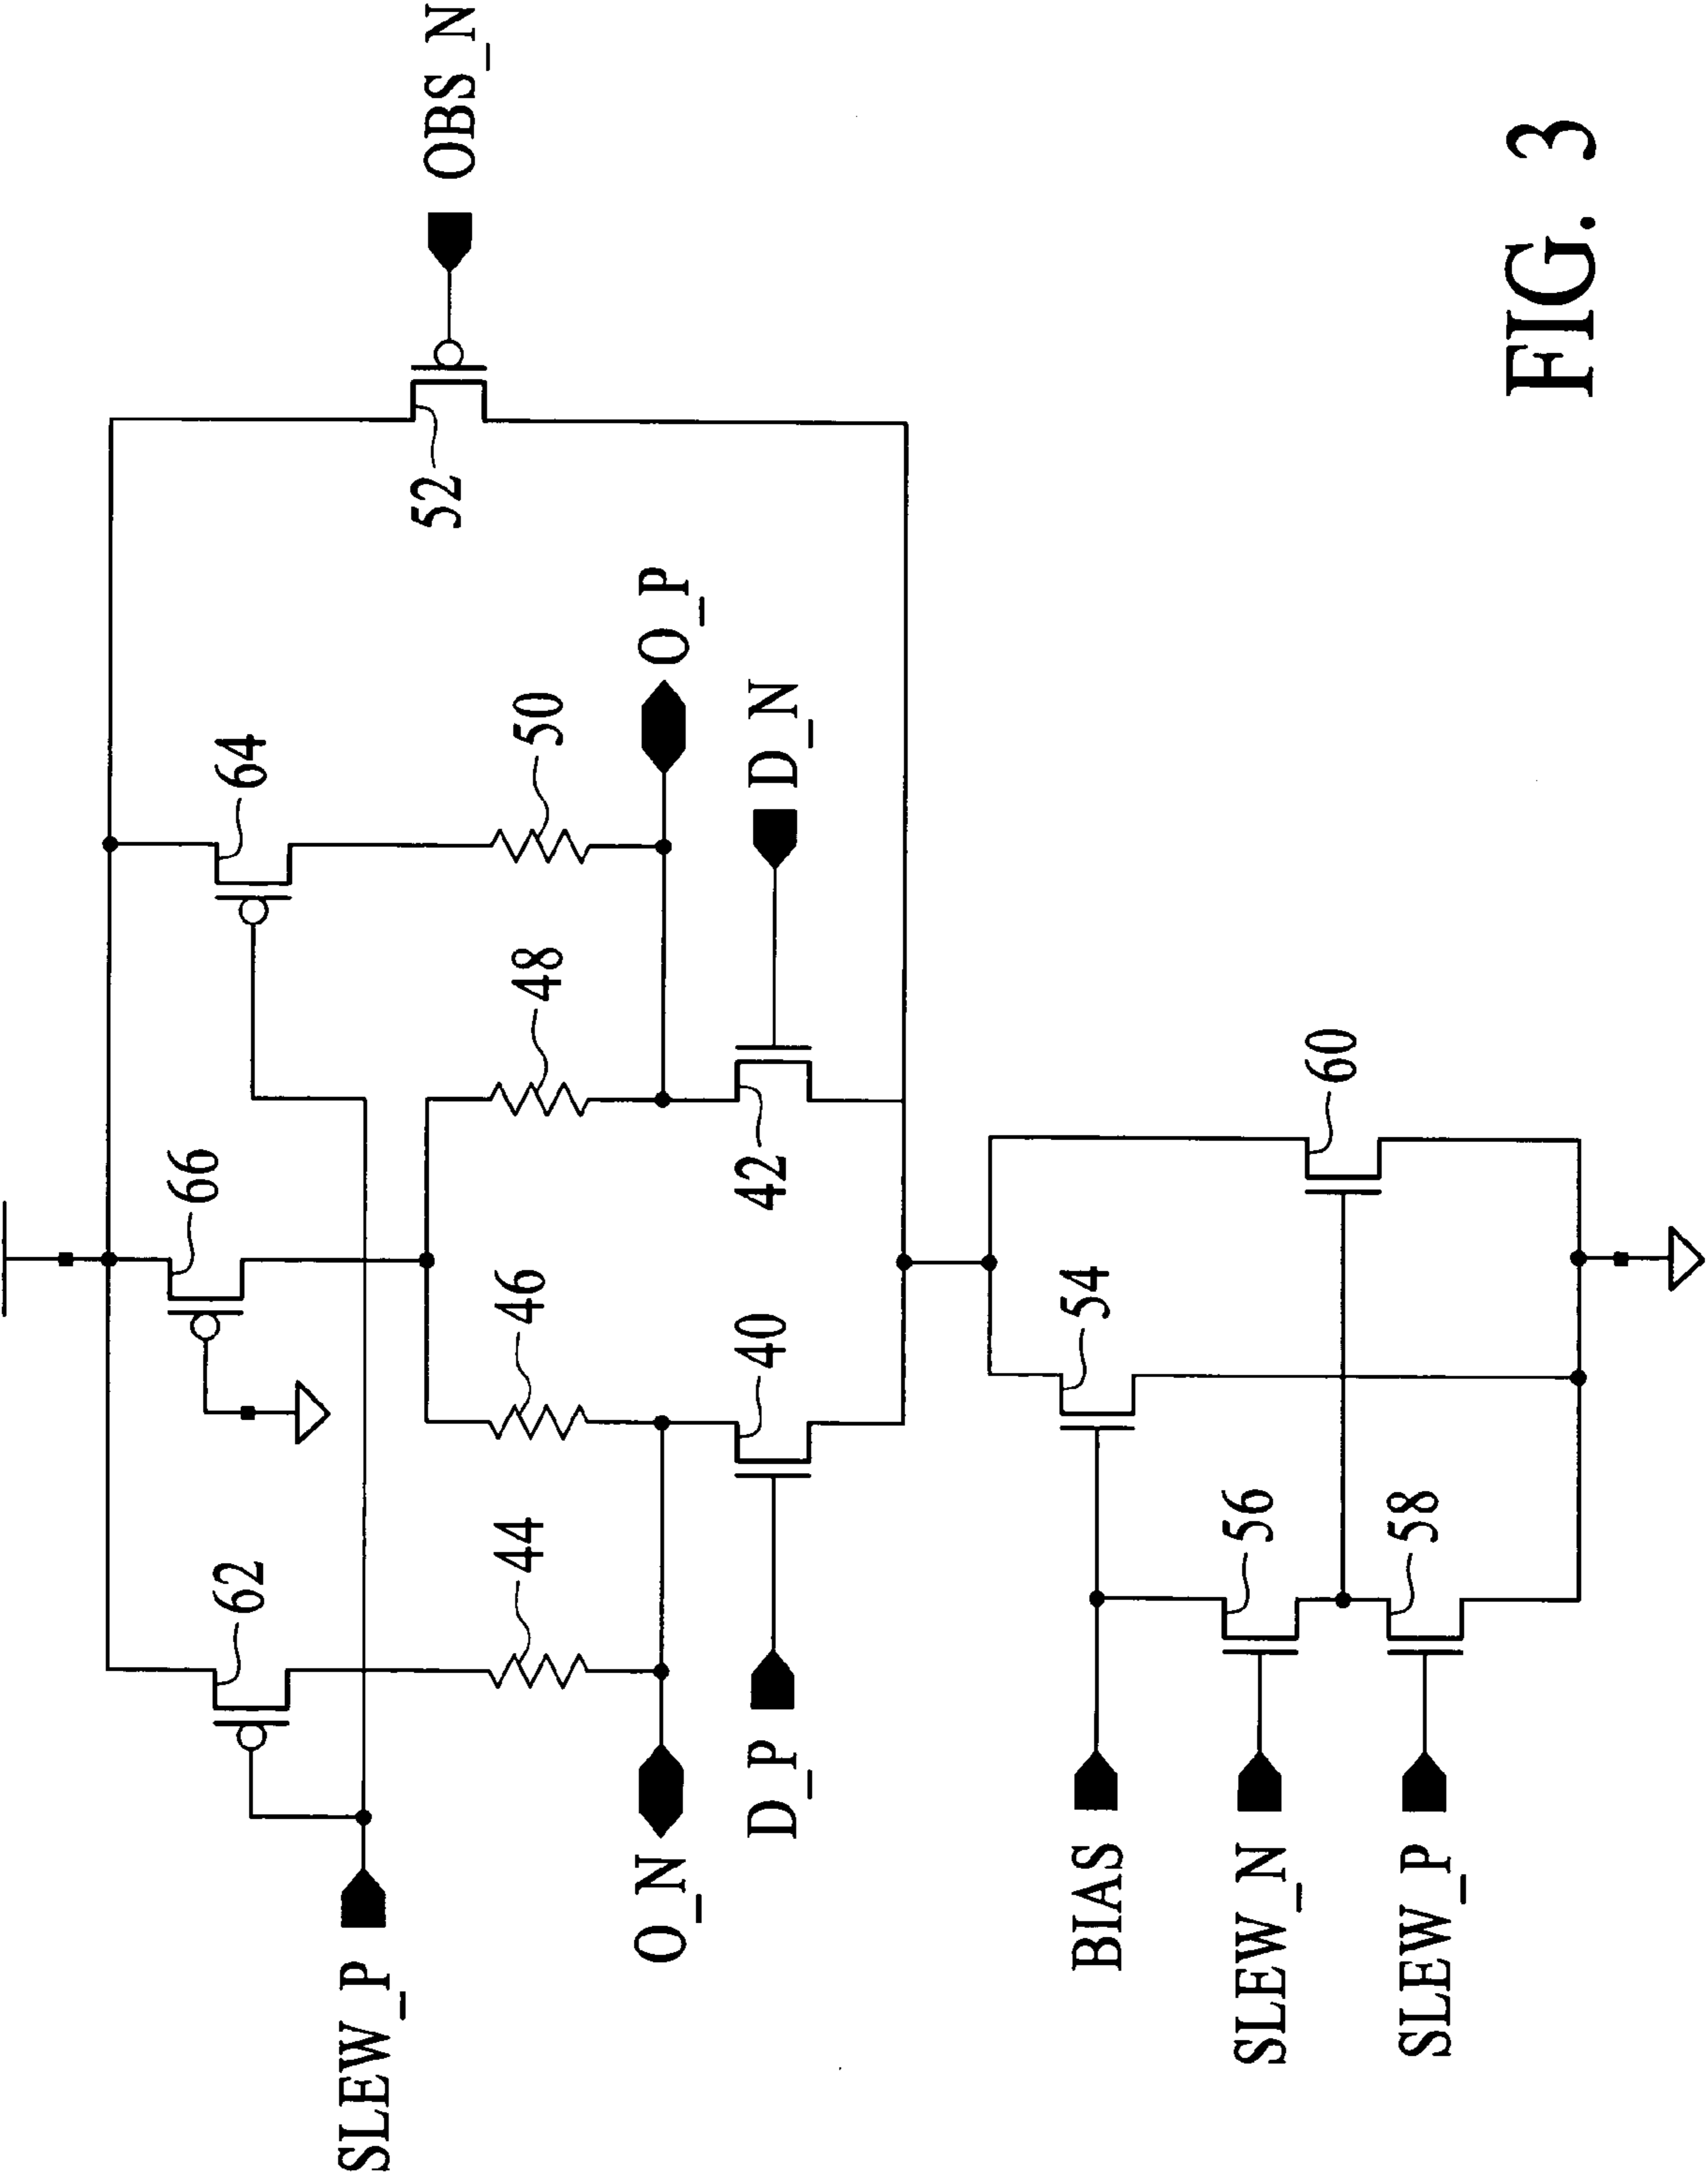 66
62
64
SLEW_P
44
46
48
50
52
OBS_N
O_N
O_P
D_P
40
42
D_N
BIAS
54
SLEW_N
56
60
SLEW_P
58
FIG. 3